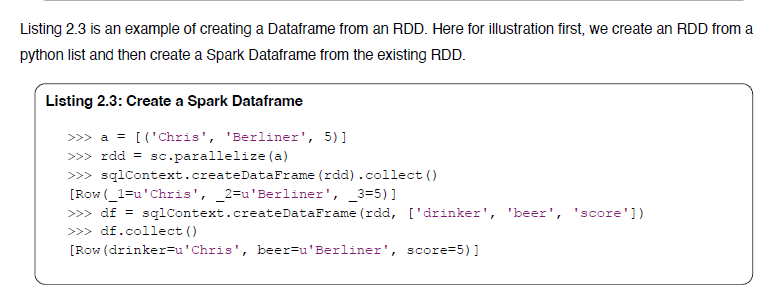 Listing 2.3 is an example of creating a Dataframe from an RDD. Here for illustration first, we create an RDD from a
python list and then create a Spark Dataframe from the existing RDD.
Listing 2.3: Create a Spark Dataframe
>>> a = [('Chris', 'Berliner', 5)]
>>> rdd = sc.parallelize(a)
>>> sqlContext.createDataFrame(rdd).collect()
[Row(_1=u'Chris', _2=u'Berliner', _3=5)]
>>> df = sqlContext.createDataFrame(rdd, ['drinker', 'beer', 'score'])
>>> df.collect()
[Row(drinker=u'Chris', beer=u'Berliner', score=5)]